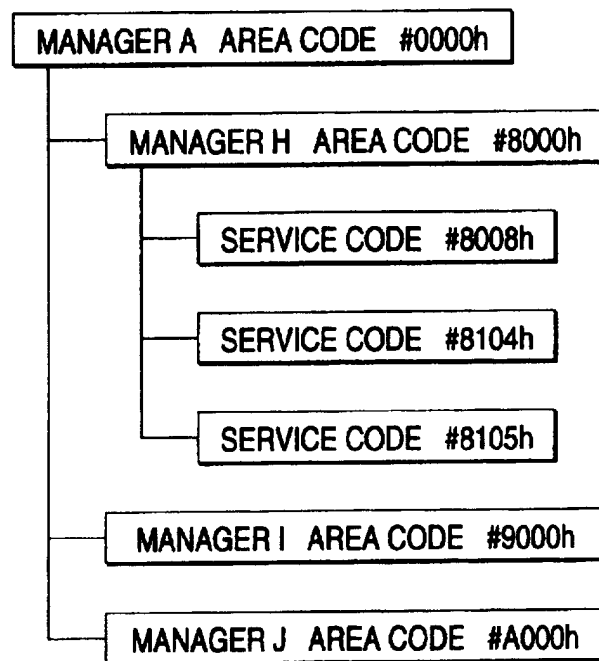 MANAGER A AREA CODE #0000h
MANAGER H AREA CODE #8000h
SERVICE CODE #8008h
SERVICE CODE #8104h
SERVICE CODE #8105h
MANAGER I AREA CODE #9000h
MANAGER J AREA CODE #A000h